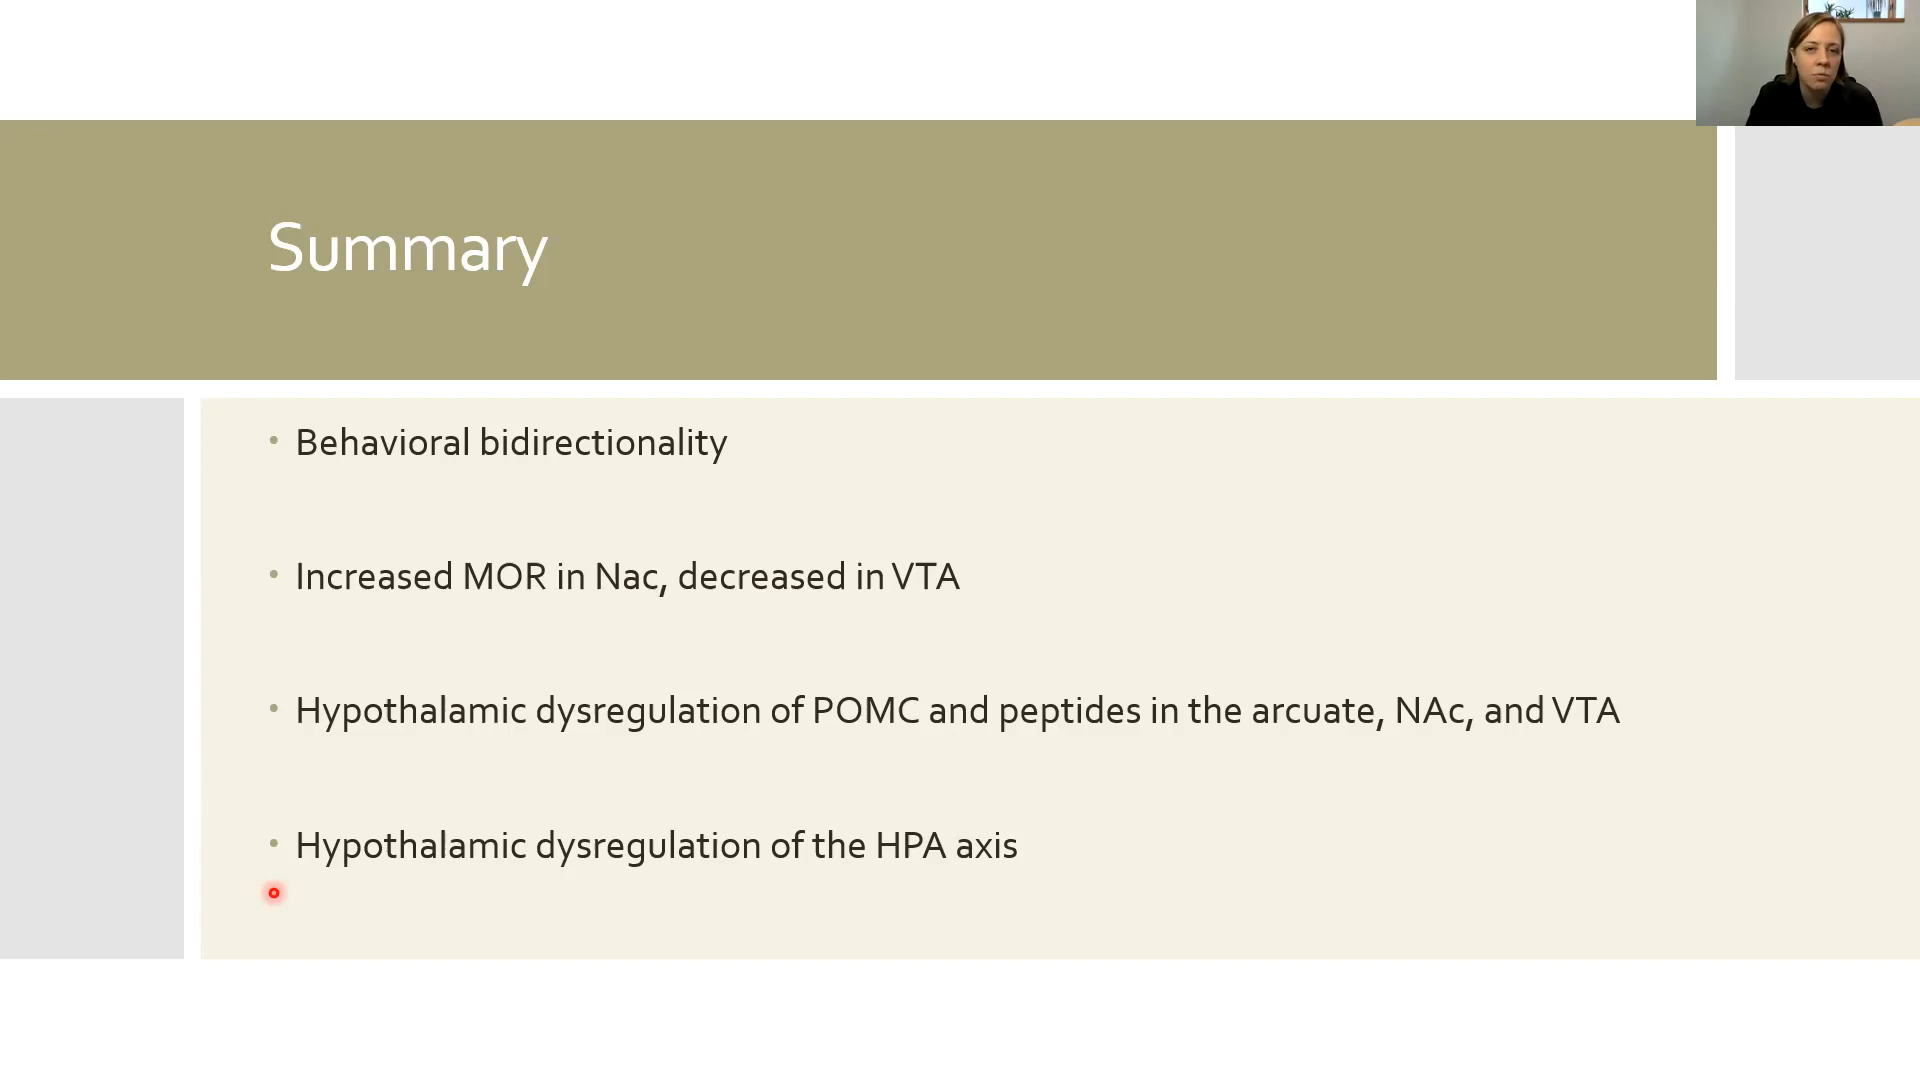 Summary
• Behavioral bidirectionality
• Increased MOR in Nac, decreased in VTA
• Hypothalamic dysregulation of POMC and peptides in the arcuate, NAc, and VTA
• Hypothalamic dysregulation of the HPA axis